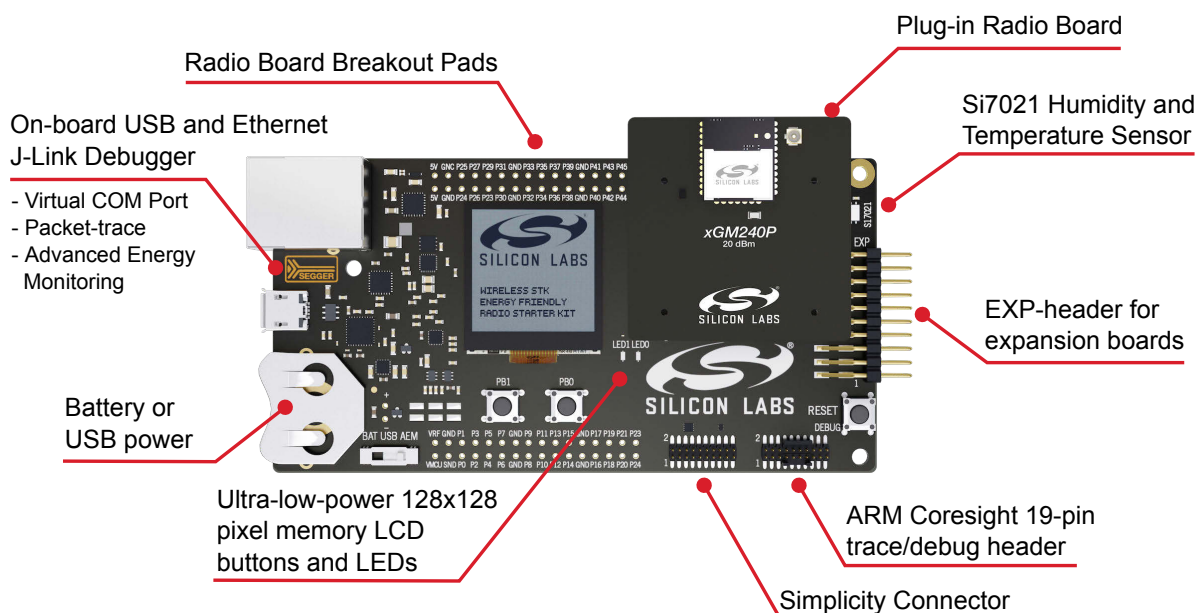 Plug-in Radio Board
Radio Board Breakout Pads
Si7021 Humidity and
Temperature Sensor
On-board USB and Ethernet
J-Link Debugger
- Virtual COM Port
- Packet-trace
- Advanced Energy
Monitoring
5V GNC P25 P27 P29 P31 GND P33 P35 P37 P39 GND P41 P43 P45
5V GND P24 P26 P23 P30 GND P32 P34 P36 P38 GND P40 P42 P44
SILICON LABS
xGM240P
20 dBm
SILICON LABS
Si7021
EXP
SEGGER
SILICON LABS
WIRELESS STK
ENERGY FRIENDLY
RADIO STARTER KIT
EXP-header for
expansion boards
LED1 LED0
1
PB1 PB0
SILICON LABS
®
RESET
DEBUG
Battery or
USB power
BAT USB AEM
VRF GND P1 P3 P5 P7 GND P9 P11 P13 P15 GND P17 P19 P21 P23
VMCU SND P0 P2 P4 P6 GND P8 P10 P12 P14 GND P16 P18 P20 P24
2
1
2
1
Ultra-low-power 128x128
pixel memory LCD
buttons and LEDs
ARM Coresight 19-pin
trace/debug header
Simplicity Connector